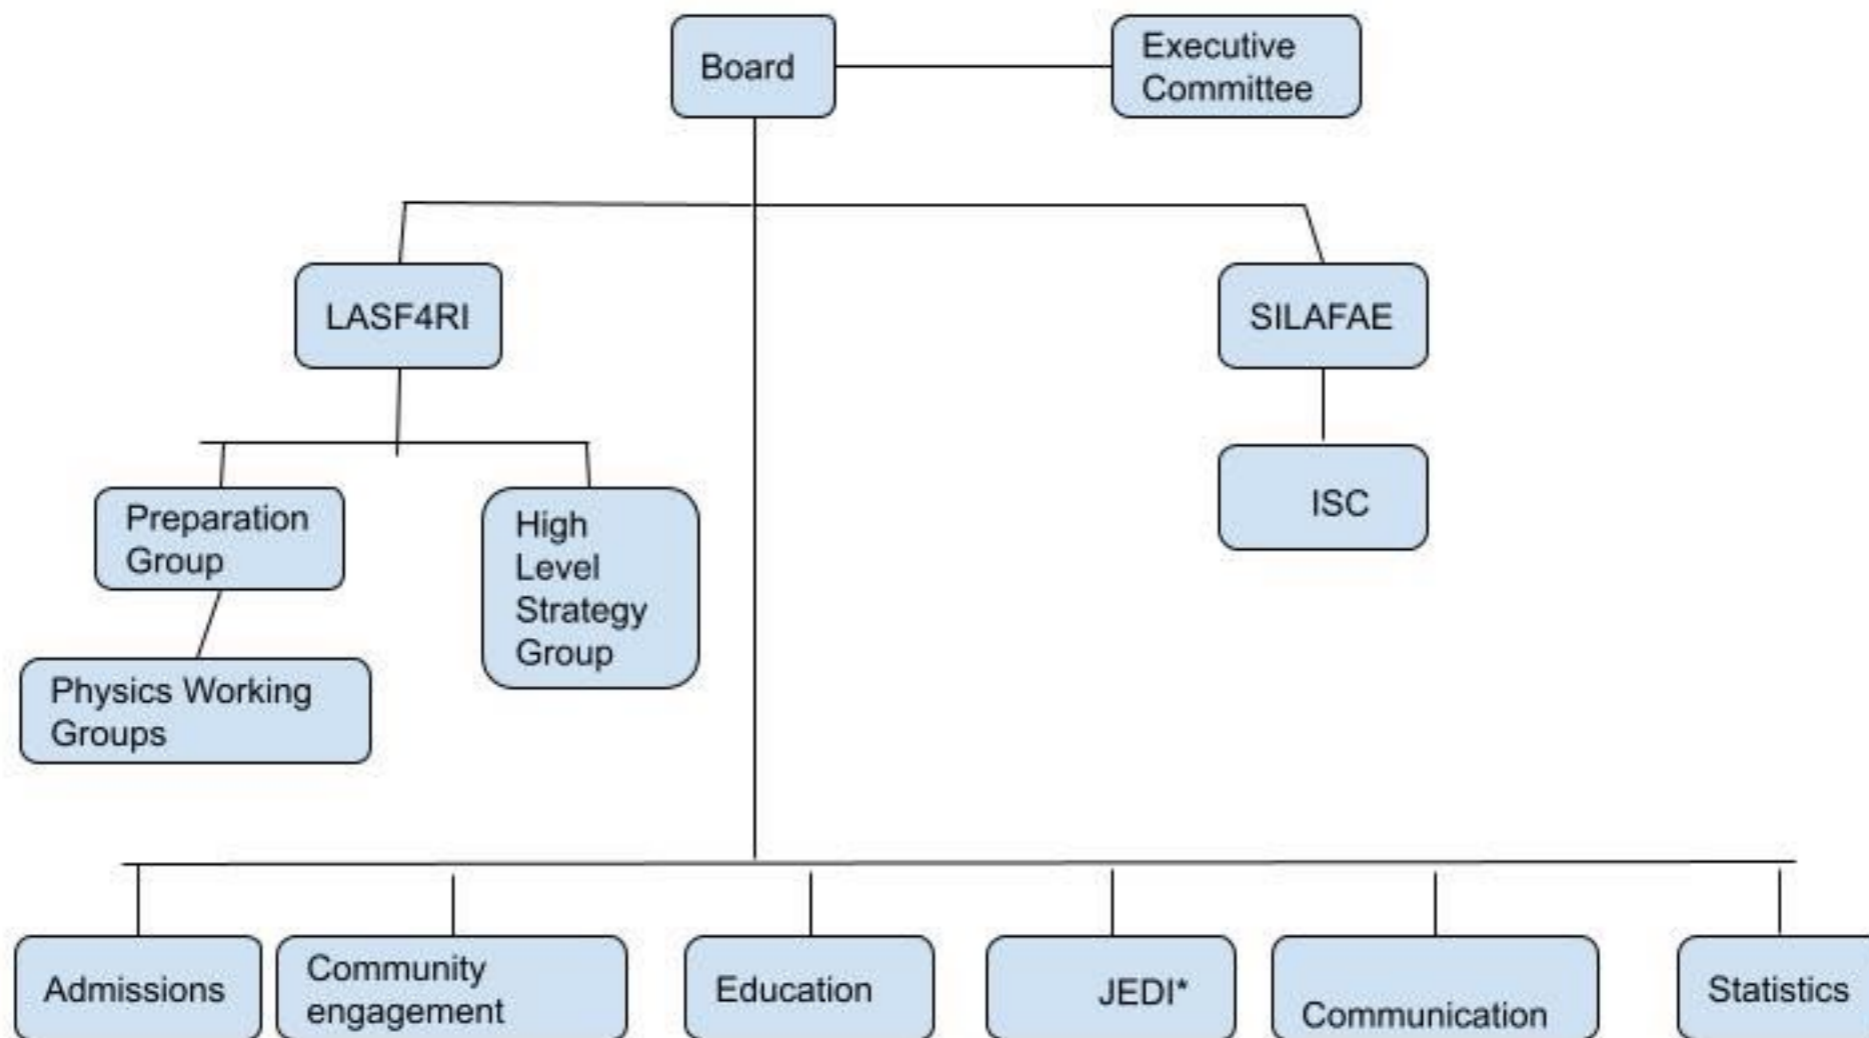 Board
Executive
Committee
LASF4RI
SILAFAE
Preparation
Group
High
Level
Strategy
Group
ISC
Physics Working
Groups
Admissions
Community
engagement
Education
JEDI*
Communication
Statistics